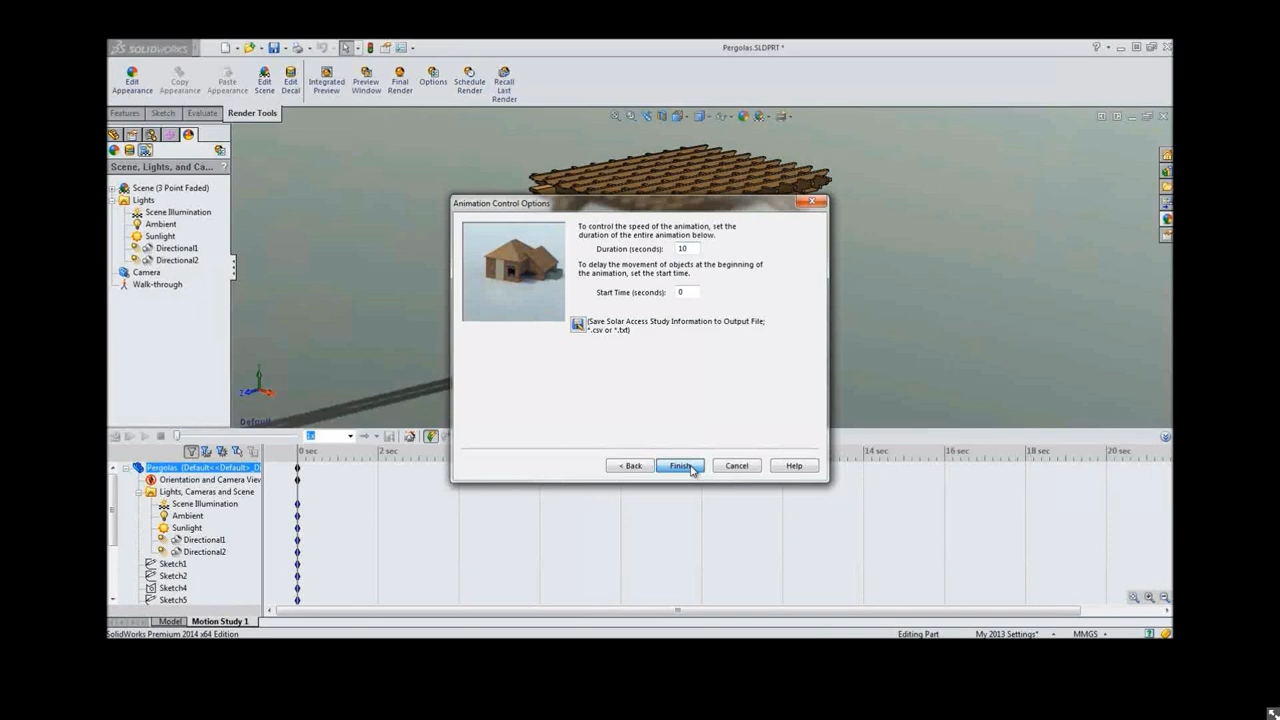 SOLIDWORKS
Pergolas.SLDPRT *
Edit Appearance
Copy Appearance
Paste Appearance
Edit Scene
Edit Decal
Integrated Preview
Preview Window
Final Render
Options
Schedule Render
Recall Last Render
Features Sketch Evaluate Render Tools
Scene, Lights, and Ca...
Scene (3 Point Faded)
Lights
Scene Illumination
Ambient
Sunlight
Directional1
Directional2
Camera
Walk-through
Animation Control Options
To control the speed of the animation, set the
duration of the entire animation below.
Duration (seconds): 10
To delay the movement of objects at the beginning of
the animation, set the start time.
Start Time (seconds): 0
(Save Solar Access Study Information to Output File;
*.csv or *.txt)
< Back Finish Cancel Help
Default
1x
0 sec 2 sec 14 sec 16 sec 18 sec 20 sec
Pergolas (Default<<Default>_Di
Orientation and Camera View
Lights, Cameras and Scene
Scene Illumination
Ambient
Sunlight
Directional1
Directional2
Sketch1
Sketch2
Sketch4
Sketch5
Model Motion Study 1
SolidWorks Premium 2014 x64 Edition Editing Part My 2013 Settings* MMGS